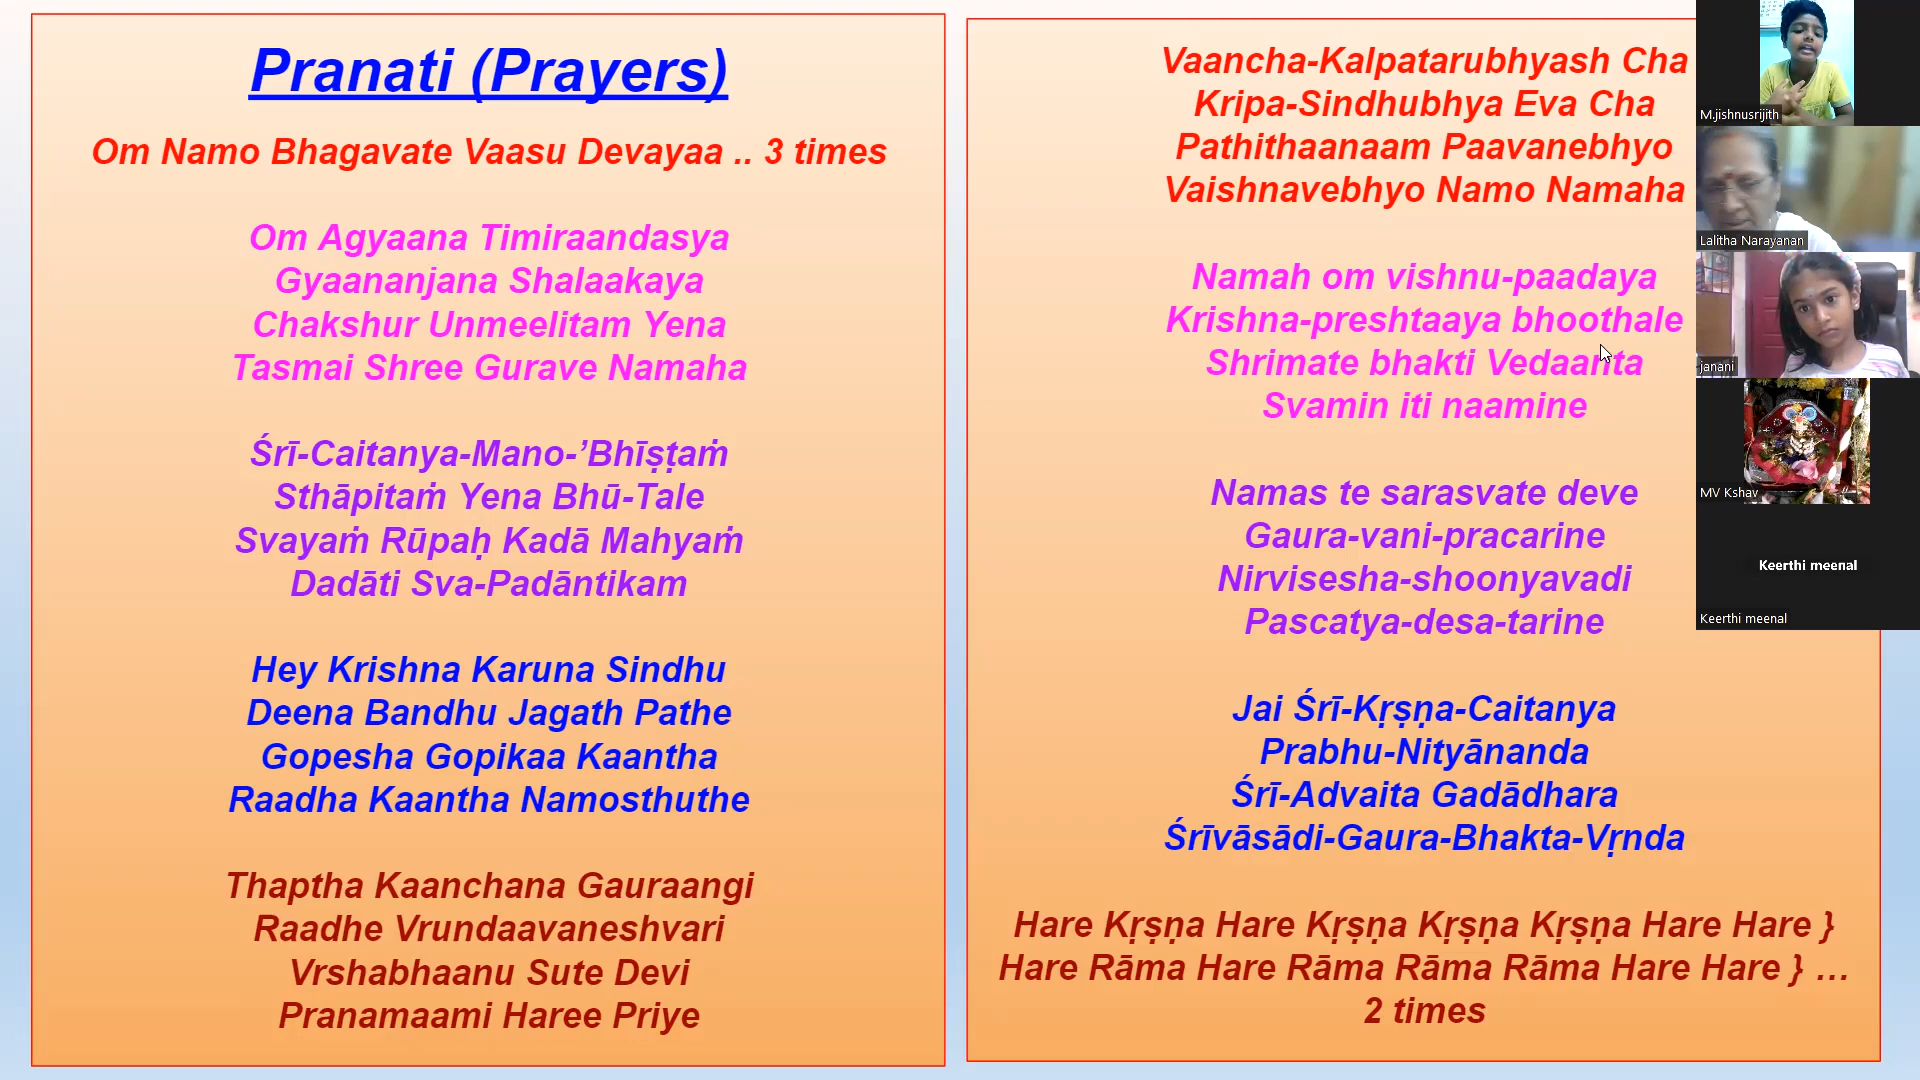 Pranati (Prayers)
Om Namo Bhagavate Vaasu Devayaa .. 3 times
Om Agyaana Timiraandasya
Gyaananjana Shalaakaya
Chakshur Unmeelitam Yena
Tasmai Shree Gurave Namaha
Śrī-Caitanya-Mano-’Bhīṣṭaṁ
Sthāpitaṁ Yena Bhū-Tale
Svayaṁ Rūpaḥ Kadā Mahyaṁ
Dadāti Sva-Padāntikam
Hey Krishna Karuna Sindhu
Deena Bandhu Jagath Pathe
Gopesha Gopikaa Kaantha
Raadha Kaantha Namosthuthe
Thaptha Kaanchana Gauraangi
Raadhe Vrundaavaneshvari
Vrshabhaanu Sute Devi
Pranamaami Haree Priye
Vaancha-Kalpatarubhyash Cha
Kripa-Sindhubhya Eva Cha
Pathithaanaam Paavanebhyo
Vaishnavebhyo Namo Namaha
Namah om vishnu-paadaya
Krishna-preshtaaya bhoothale
Shrimate bhakti Vedaanta
Svamin iti naamine
Namas te sarasvate deve
Gaura-vani-pracarine
Nirvisesha-shoonyavadi
Pascatya-desa-tarine
Jai Śrī-Kṛṣṇa-Caitanya
Prabhu-Nityānanda
Śrī-Advaita Gadādhara
Śrīvāsādi-Gaura-Bhakta-Vṛnda
Hare Kṛṣṇa Hare Kṛṣṇa Kṛṣṇa Kṛṣṇa Hare Hare }
Hare Rāma Hare Rāma Rāma Rāma Hare Hare } …
2 times
M.jishnusrijith
Lalitha Narayanan
janani
MV Kshav
Keerthi meenal
Keerthi meenal